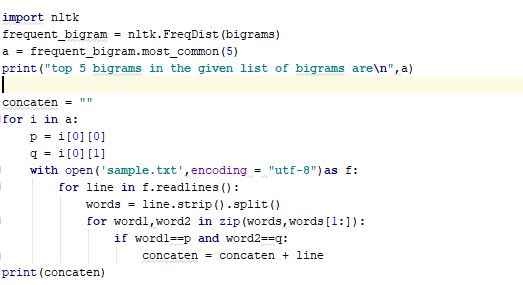 import nltk
frequent_bigram = nltk.FreqDist(bigrams)
a = frequent_bigram.most_common(5)
print("top 5 bigrams in the given list of bigrams are\n",a)
concaten = ""
for i in a:
    p = i[0][0]
    q = i[0][1]
    with open('sample.txt',encoding = "utf-8")as f:
        for line in f.readlines():
            words = line.strip().split()
            for word1,word2 in zip(words,words[1:]):
                if word1==p and word2==q:
                    concaten = concaten + line
print(concaten)